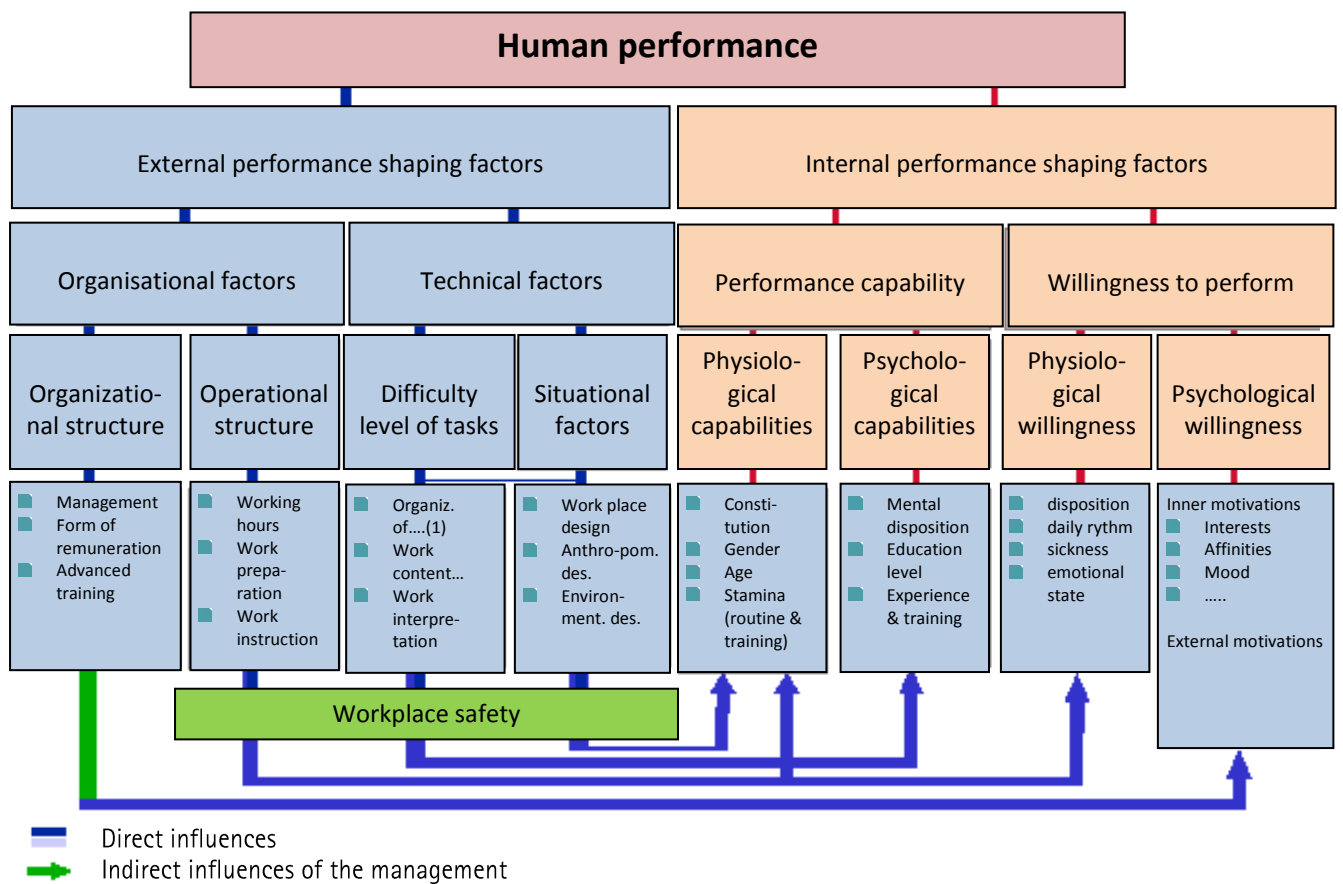 Human performance
External performance shaping factors
Internal performance shaping factors
Organisational factors
Technical factors
Performance capability
Willingness to perform
Organizatio-
nal structure
Operational
structure
Difficulty
level of tasks
Situational
factors
Physiolo-
gical
capabilities
Psycholo-
gical
capabilities
Physiolo-
gical
willingness
Psychological
willingness
Management
Form of
remuneration
Advanced
training
Working
hours
Work
prepa-
ration
Work
instruction
Organiz.
of....(1)
Work
content...
Work
interpre-
tation
Work place
design
Anthro-pom.
des.
Environ-
ment. des.
Consti-
tution
Gender
Age
Stamina
(routine &
training)
Mental
disposition
Education
level
Experience
& training
disposition
daily rythm
sickness
emotional
state
Inner motivations
Interests
Affinities
Mood
.....
External motivations
Workplace safety
Direct influences
Indirect influences of the management